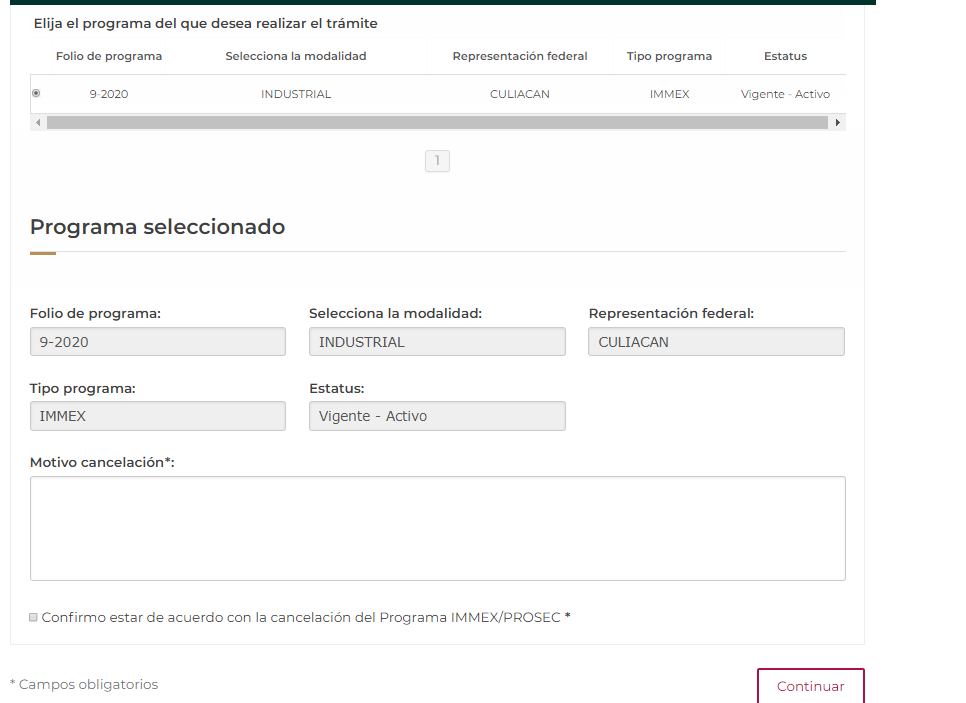 Elija el programa del que desea realizar el trámite
Folio de programa Selecciona la modalidad Representación federal Tipo programa Estatus
9-2020 INDUSTRIAL CULIACAN IMMEX Vigente - Activo
1
Programa seleccionado
Folio de programa: Selecciona la modalidad: Representación federal:
9-2020 INDUSTRIAL CULIACAN
Tipo programa: Estatus:
IMMEX Vigente - Activo
Motivo cancelación*:
Confirmo estar de acuerdo con la cancelación del Programa IMMEX/PROSEC *
* Campos obligatorios
Continuar